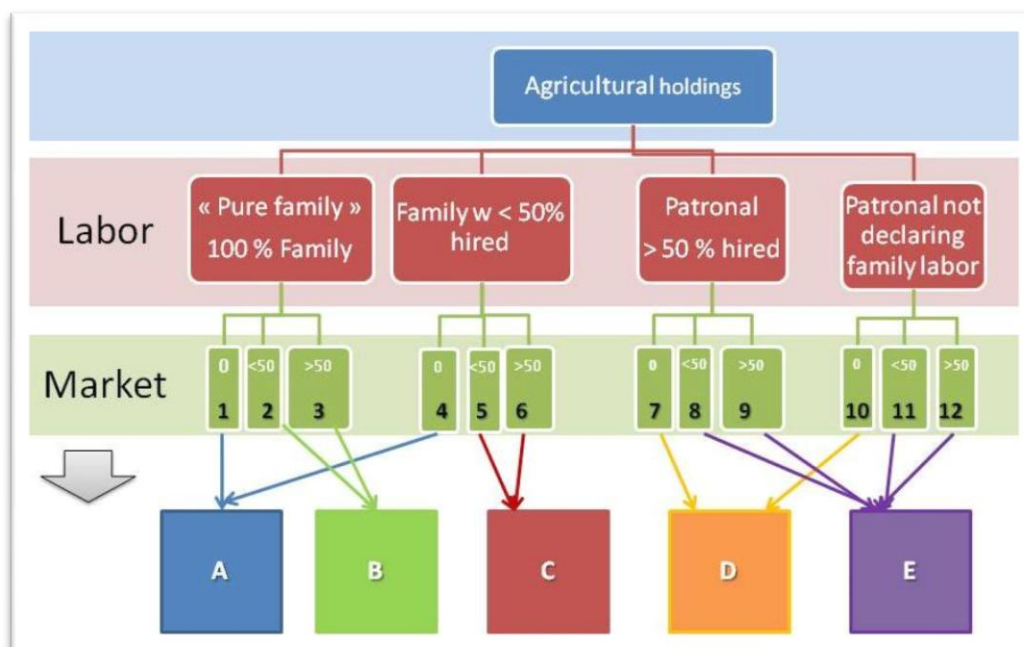 Agricultural holdings
Labor
« Pure family »
100 % Family
Family w < 50%
hired
Patronal
> 50 % hired
Patronal not
declaring
family labor
Market
0 <50 >50 0 <50 >50 0 <50 >50 0 <50 >50
1 2 3 4 5 6 7 8 9 10 11 12
A B C D E